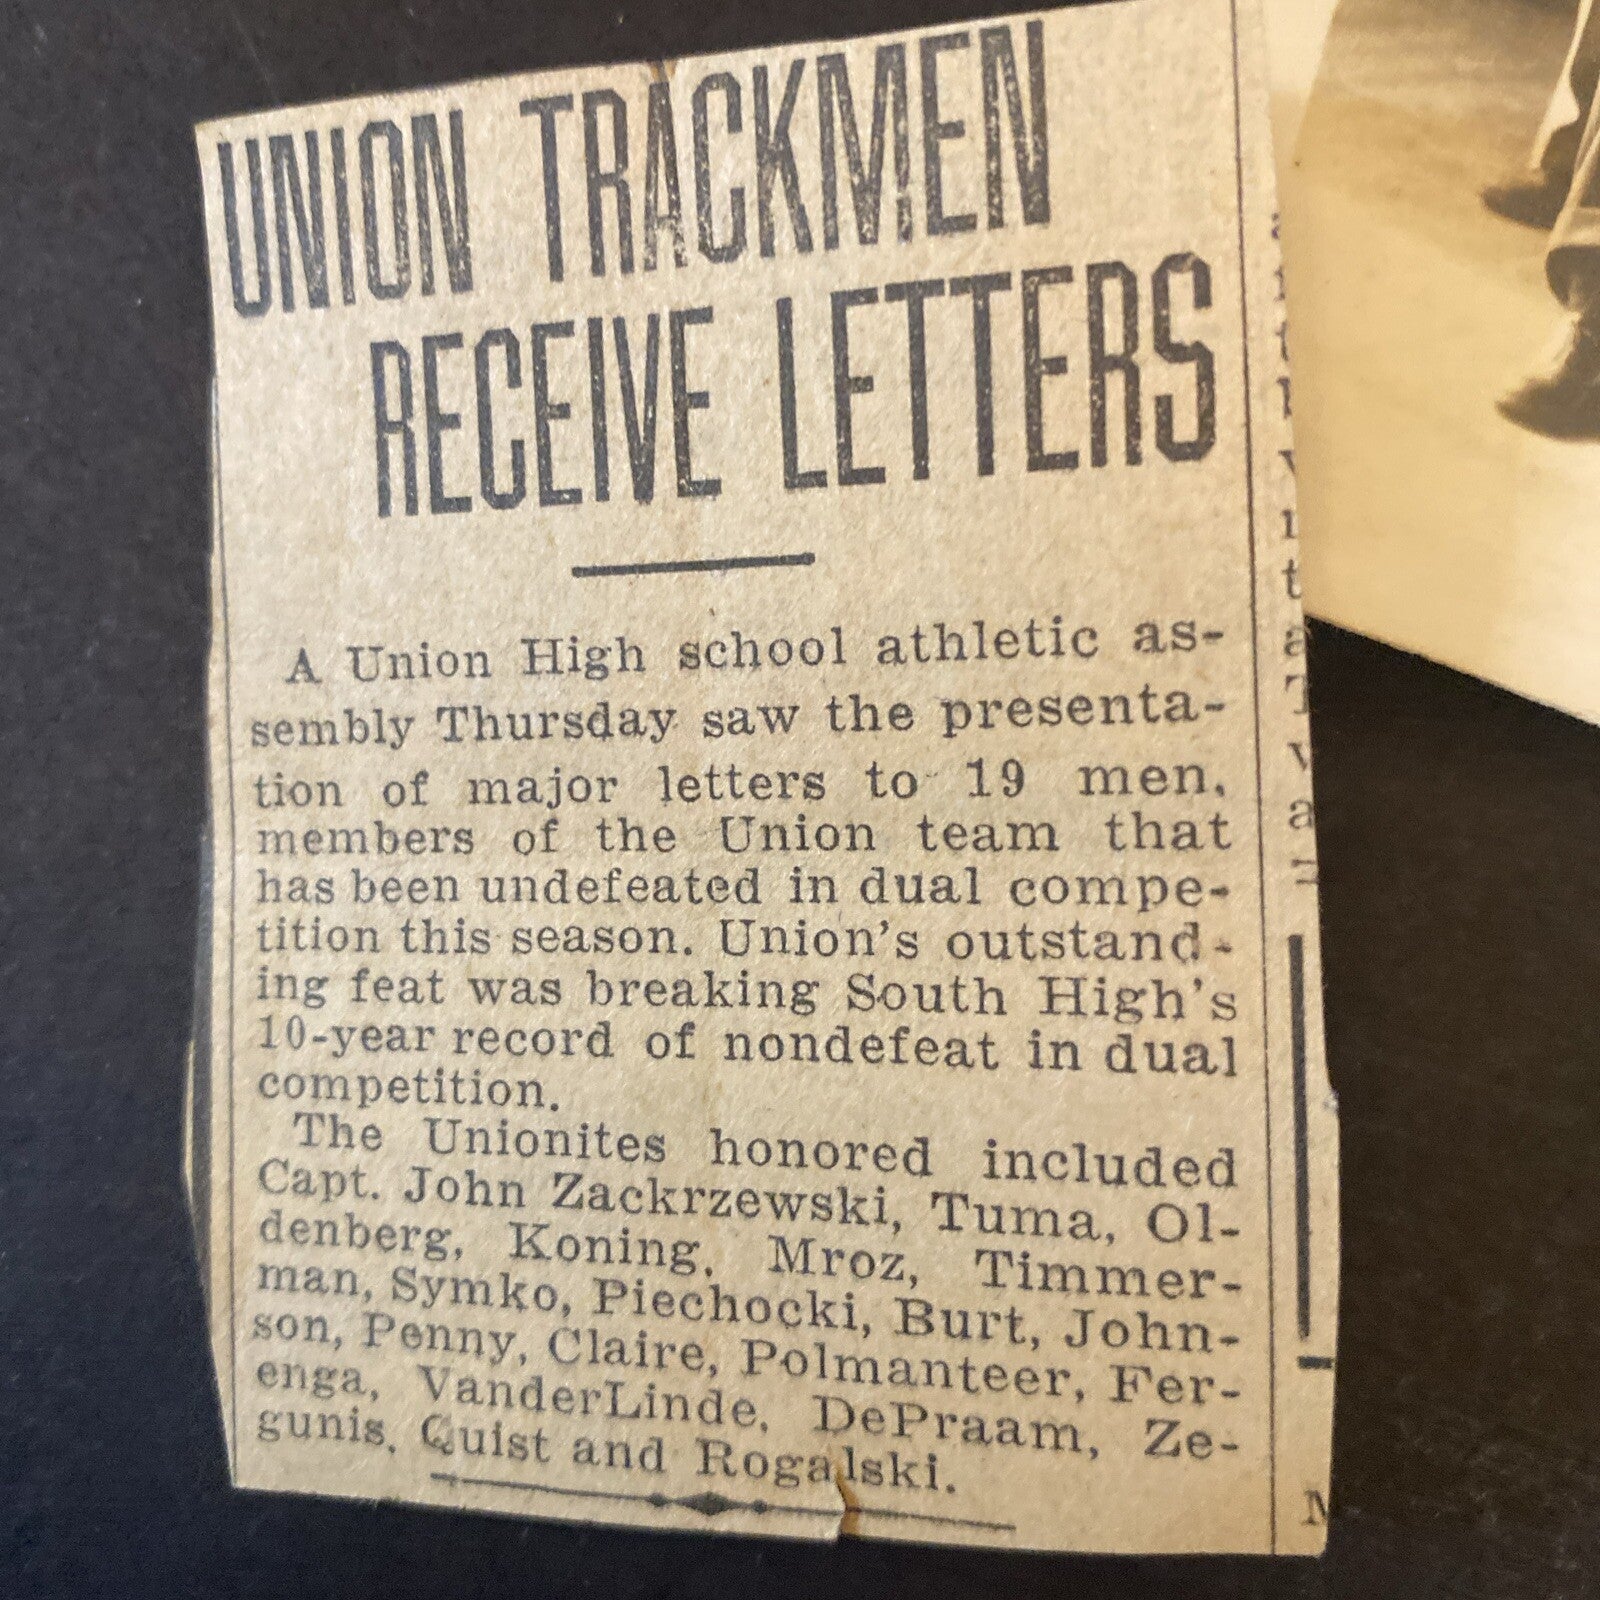 UNION TRACKMEN
RECEIVE LETTERS
A Union High school athletic as-
sembly Thursday saw the presenta-
tion of major letters to 19 men,
members of the Union team that
has been undefeated in dual compe-
tition this season. Union's outstand-
ing feat was breaking South High's
10-year record of nondefeat in dual
competition.
The Unionites honored included
Capt. John Zackrzewski, Tuma, Ol-
denberg, Koning, Mroz, Timmer-
man, Symko, Piechocki, Burt, John-
son, Penny, Claire, Polmanteer, Fer-
enga, VanderLinde, DePraam, Ze-
gunis, Quist and Rogalski.